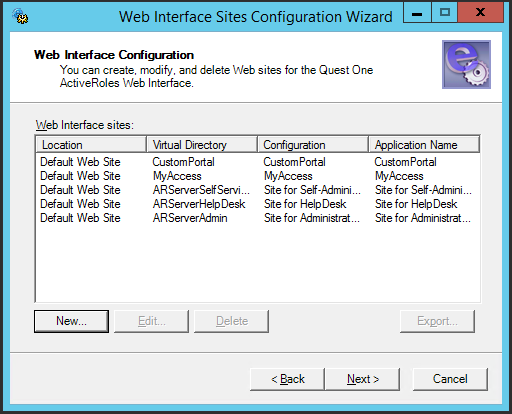 Web Interface Sites Configuration Wizard
Web Interface Configuration
You can create, modify, and delete Web sites for the Quest One
ActiveRoles Web Interface.
Web Interface sites:
Location Virtual Directory Configuration Application Name
Default Web Site CustomPortal CustomPortal CustomPortal
Default Web Site MyAccess MyAccess MyAccess
Default Web Site ARServerSelfServi... Site for Self-Admini... Site for Self-Admini...
Default Web Site ARServerHelpDesk Site for HelpDesk Site for HelpDesk
Default Web Site ARServerAdmin Site for Administrat... Site for Administrat...
New... Edit... Delete Export...
< Back Next > Cancel